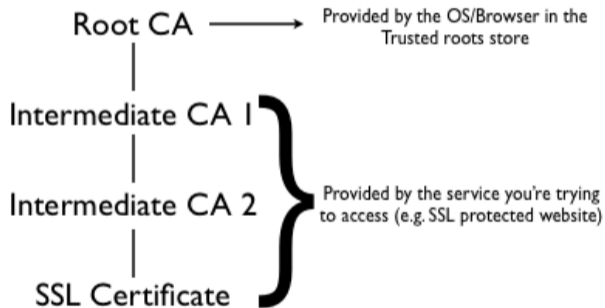 Root CA
Provided by the OS/Browser in the
Trusted roots store
Intermediate CA 1
Intermediate CA 2
Provided by the service you're trying
to access (e.g. SSL protected website)
SSL Certificate